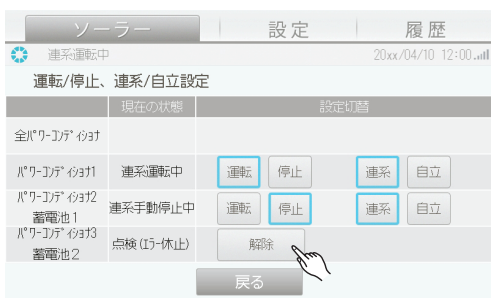 ソーラー 設定 履歴
連系運転中 20xx/04/10 12:00
運転/停止、連系/自立設定
現在の状態 設定切替
全ﾊﾟﾜｰｺﾝﾃﾞｨｼｮﾅ
ﾊﾟﾜｰｺﾝﾃﾞｨｼｮﾅ1 連系運転中 運転 停止 連系 自立
ﾊﾟﾜｰｺﾝﾃﾞｨｼｮﾅ2
蓄電池1 連系手動停止中 運転 停止 連系 自立
ﾊﾟﾜｰｺﾝﾃﾞｨｼｮﾅ3
蓄電池2 点検(ｴﾗｰ休止) 解除
戻る